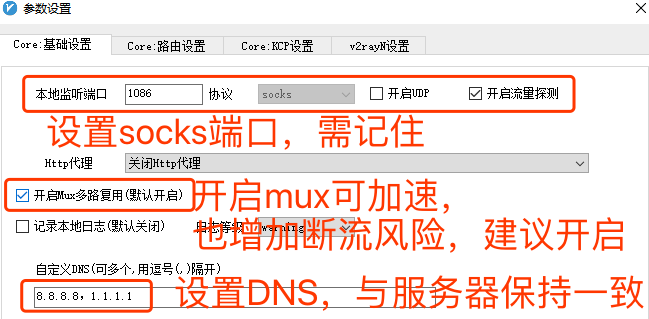 参数设置
Core:基础设置 Core:路由设置 Core:KCP设置 v2rayN设置
本地监听端口 1086 协议 socks 开启UDP 开启流量探测
设置socks端口，需记住
Http代理 关闭Http代理
开启Mux多路复用(默认开启) 开启mux可加速，
记录本地日志(默认关闭) 日志等级 warning
也增加断流风险，建议开启
自定义DNS(可多个,用逗号(,)隔开)
8.8.8.8，1.1.1.1 设置DNS，与服务器保持一致